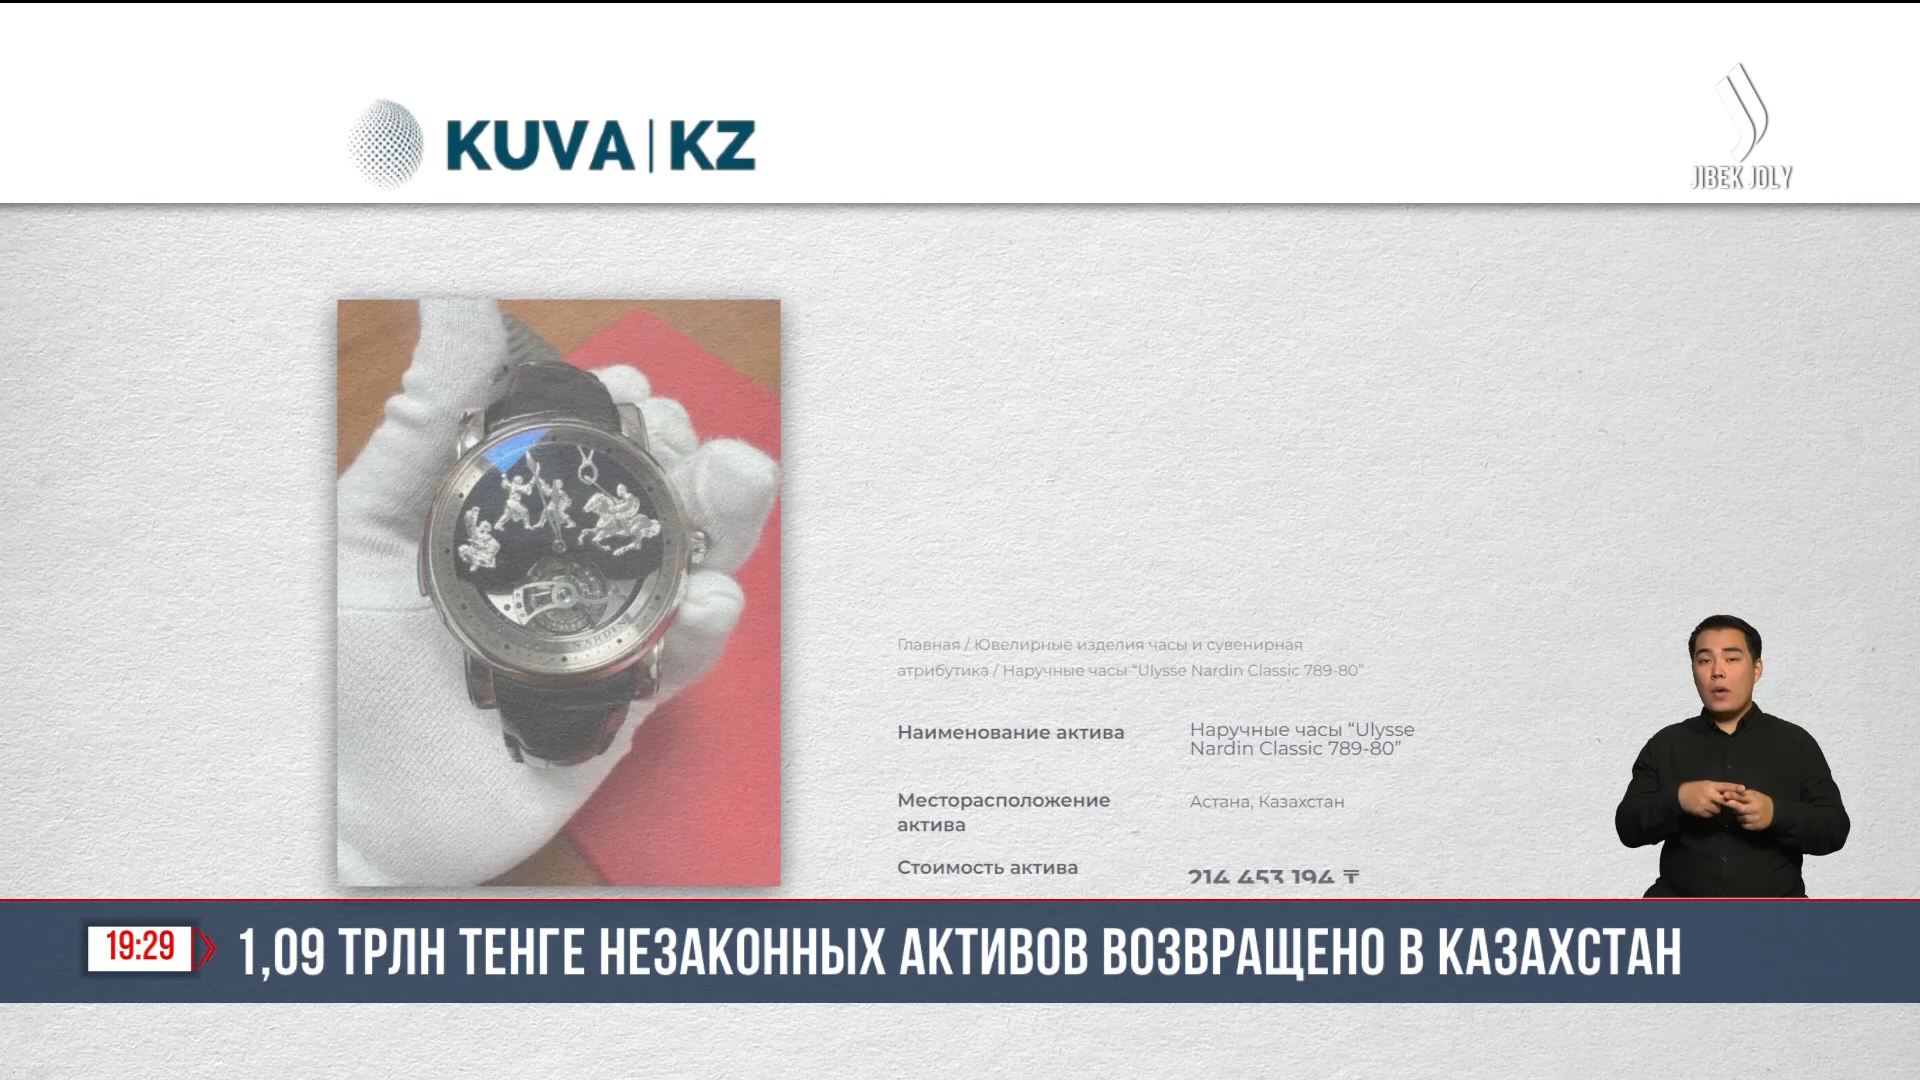 KUVA|KZ
JIBEK JOLY
Главная / Ювелирные изделия часы и сувенирная
атрибутика / Наручные часы “Ulysse Nardin Classic 789-80”
Наименование актива
Наручные часы “Ulysse
Nardin Classic 789-80”
Месторасположение
актива
Астана, Казахстан
Стоимость актива
214 453 194 ₸
19:29
1,09 ТРЛН ТЕНГЕ НЕЗАКОННЫХ АКТИВОВ ВОЗВРАЩЕНО В КАЗАХСТАН